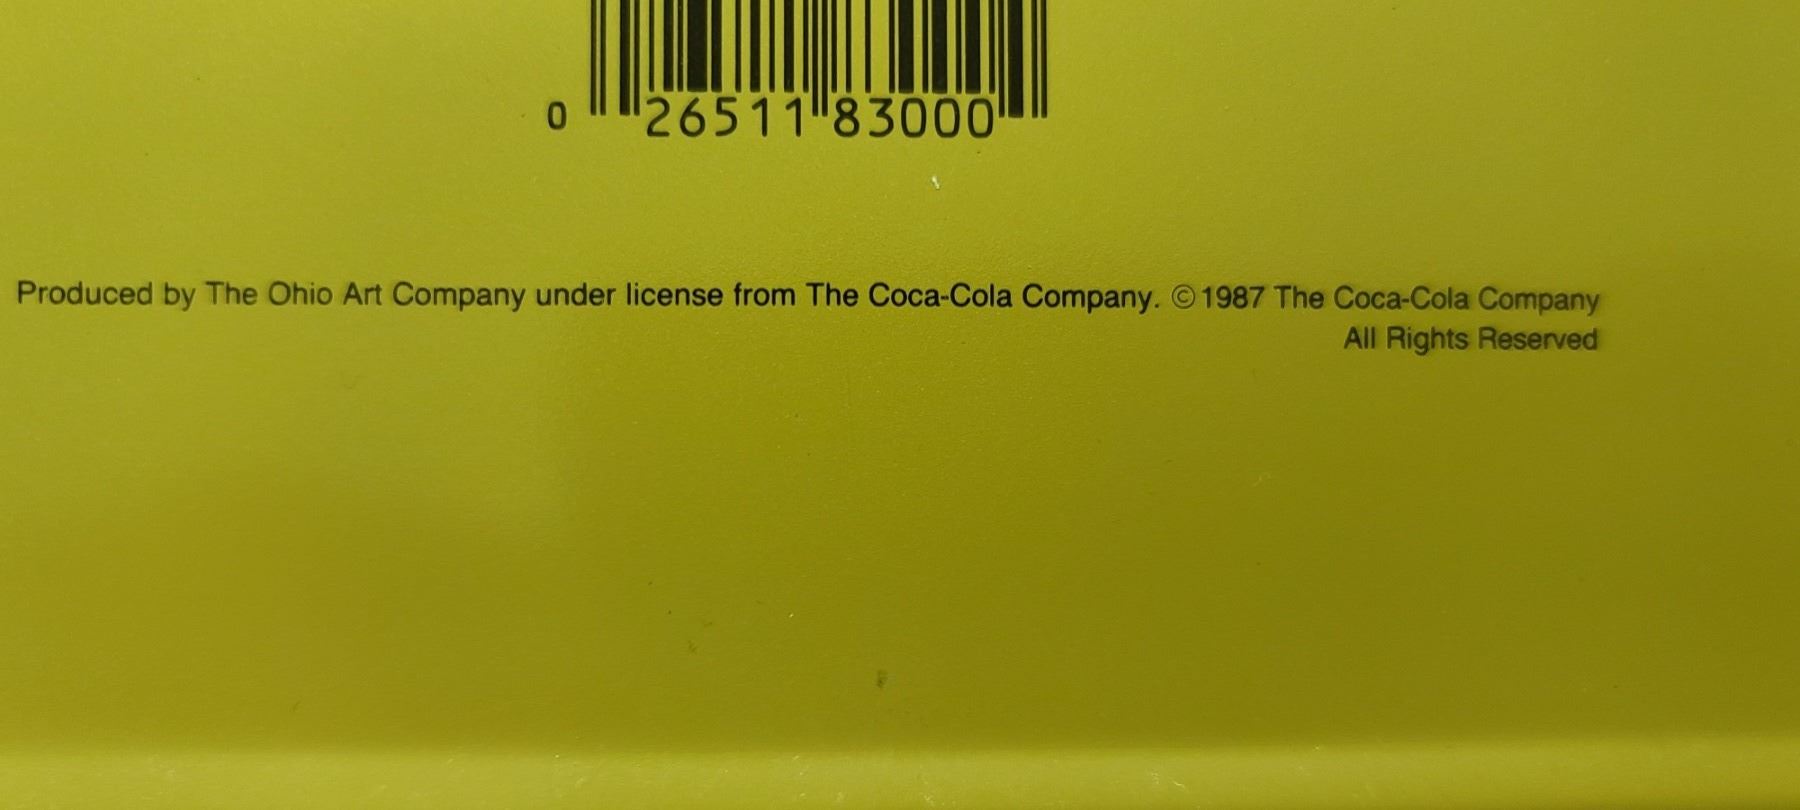 0 26511 83000
Produced by The Ohio Art Company under license from The Coca-Cola Company. ©1987 The Coca-Cola Company
All Rights Reserved